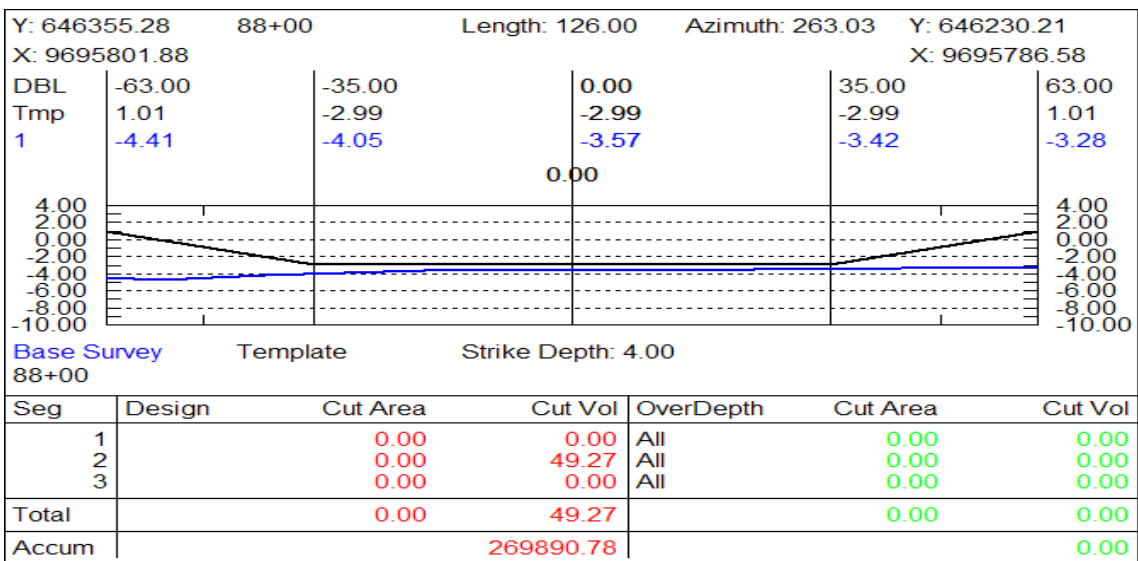 Y: 646355.28 88+00 Length: 126.00 Azimuth: 263.03 Y: 646230.21
X: 9695801.88 X: 9695786.58
DBL -63.00 -35.00 0.00 35.00 63.00
Tmp 1.01 -2.99 -2.99 -2.99 1.01
1 -4.41 -4.05 -3.57 -3.42 -3.28
0.00
4.00 4.00
2.00 2.00
0.00 0.00
-2.00 -2.00
-4.00 -4.00
-6.00 -6.00
-8.00 -8.00
-10.00 -10.00
Base Survey Template Strike Depth: 4.00
88+00
Seg Design Cut Area Cut Vol OverDepth Cut Area Cut Vol
1 0.00 0.00 All 0.00 0.00
2 0.00 49.27 All 0.00 0.00
3 0.00 0.00 All 0.00 0.00
Total 0.00 49.27 0.00 0.00
Accum 269890.78 0.00